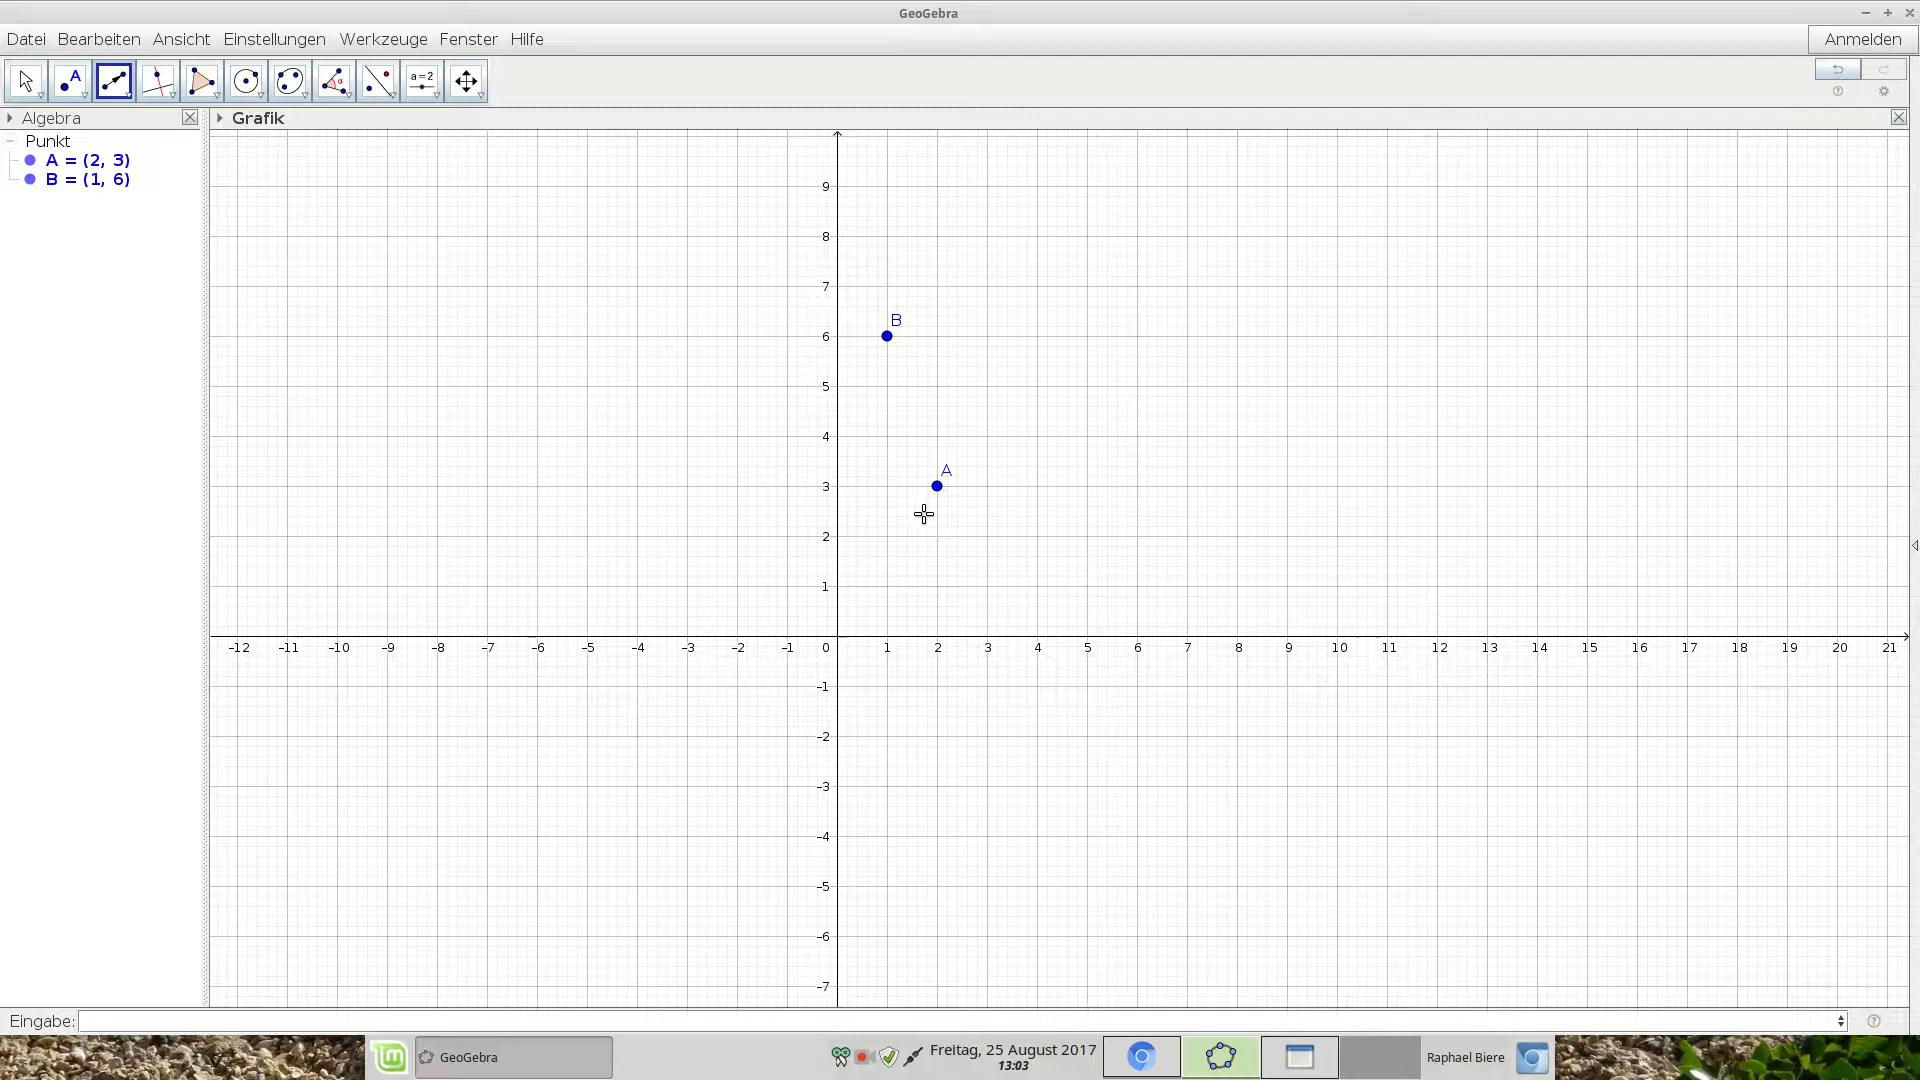 GeoGebra
Datei Bearbeiten Ansicht Einstellungen Werkzeuge Fenster Hilfe
Anmelden
A
α
a=2
Algebra
Grafik
Punkt
A = (2, 3)
B = (1, 6)
9
8
7
B
6
5
4
A
3
2
1
-12 -11 -10 -9 -8 -7 -6 -5 -4 -3 -2 -1 0 1 2 3 4 5 6 7 8 9 10 11 12 13 14 15 16 17 18 19 20 21
-1
-2
-3
-4
-5
-6
-7
Eingabe:
GeoGebra
Freitag, 25 August 2017
13:03
Raphael Biere